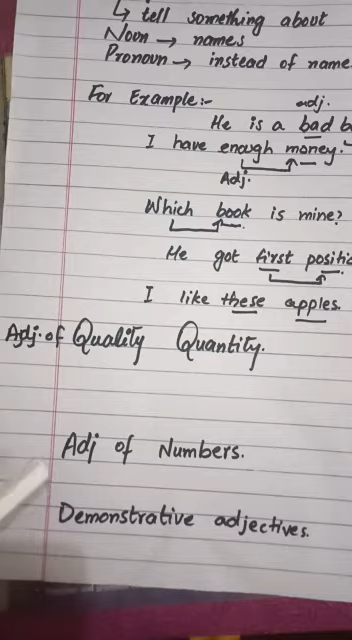 ↳ tell something about
Noun → names
Pronoun → instead of name
For Example:-
adj.
He is a bad
I have enough money.
Adj.
Which book is mine?
He got first
I like these apples.
Adj. of Quality Quantity.
Adj of Numbers.
Demonstrative adjectives.